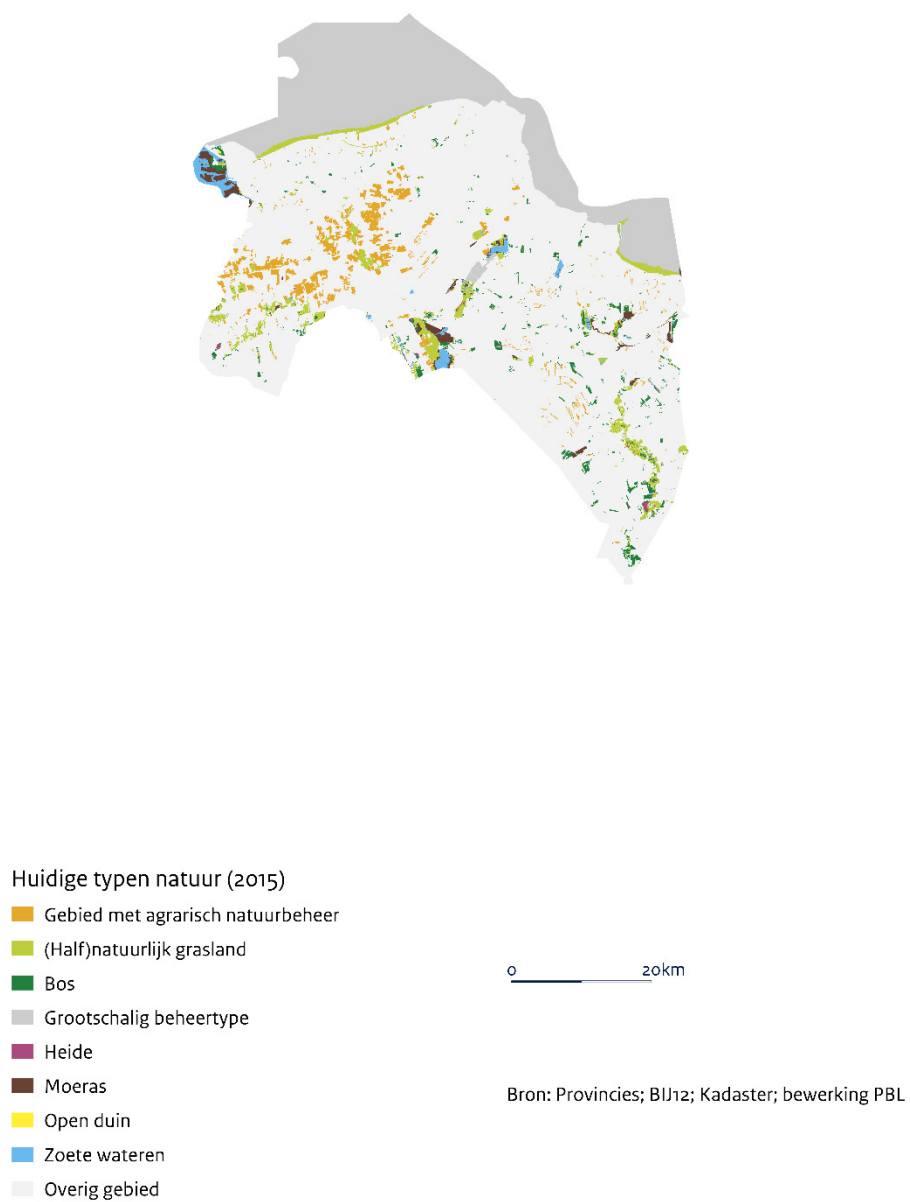 Huidige typen natuur (2015)
Gebied met agrarisch natuurbeheer
(Half)natuurlijk grasland
Bos
Grootschalig beheertype
Heide
Moeras
Open duin
Zoete wateren
Overig gebied
0 20km
Bron: Provincies; BIJ12; Kadaster; bewerking PBL